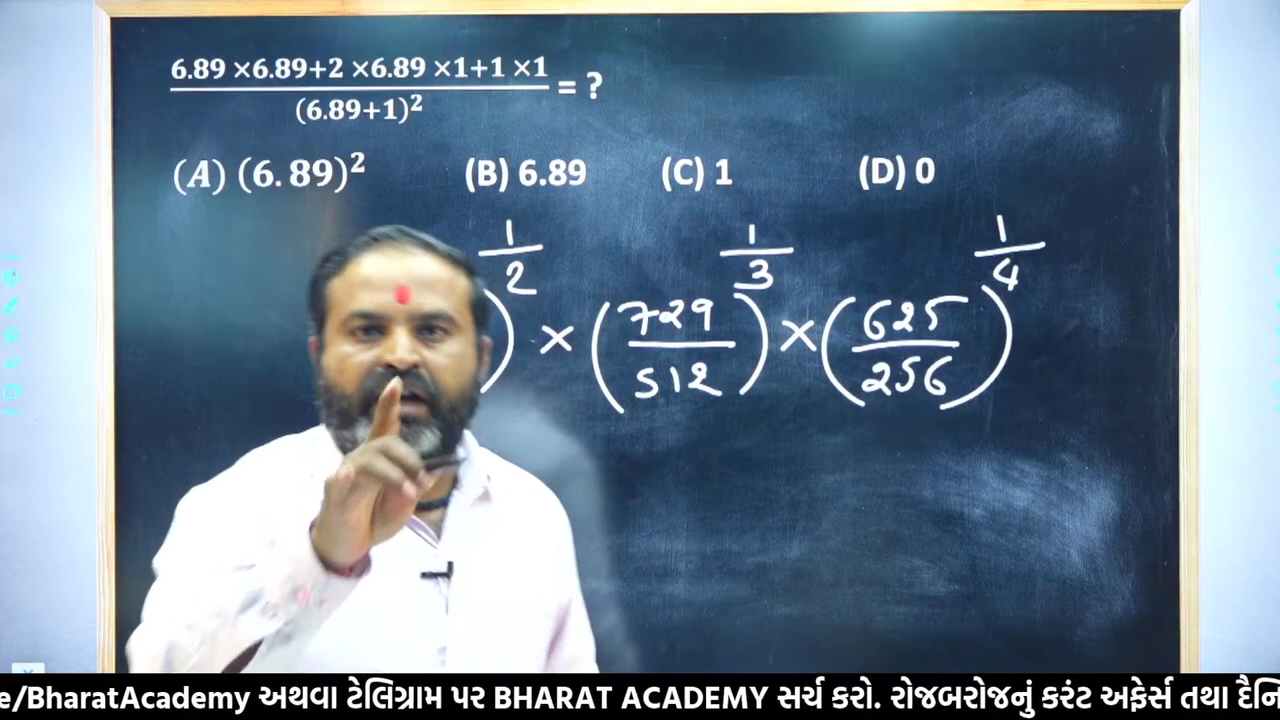 6.89 ×6.89+2 ×6.89 ×1+1 ×1
(6.89+1)² = ?
(A) (6.89)² (B) 6.89 (C) 1 (D) 0
)^1/2 × (729/512)^1/3 × (625/256)^1/4
e/BharatAcademy અથવા ટેલિગ્રામ પર BHARAT ACADEMY સર્ચ કરો. રોજબરોજનું કરંટ અફેર્સ તથા દૈનિ